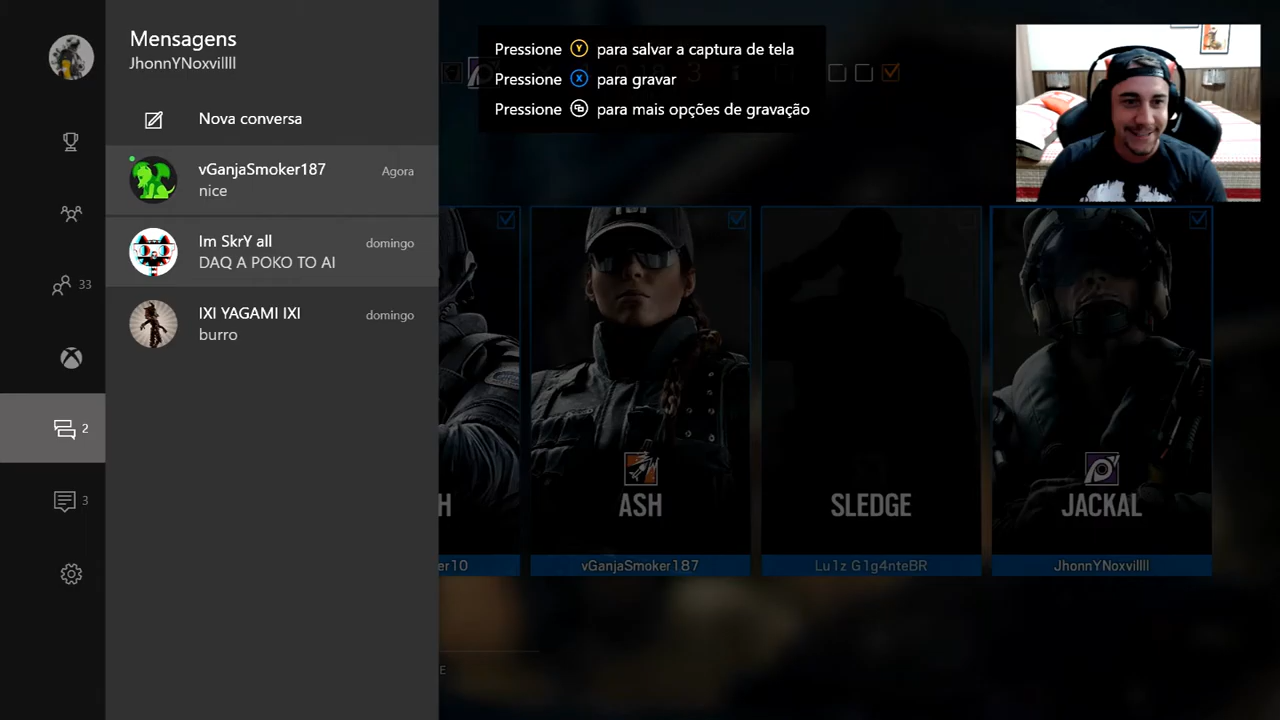 Mensagens
JhonnYNoxvillll
Nova conversa
vGanjaSmoker187
Agora
nice
Im SkrY all
domingo
DAQ A POKO TO AI
IXI YAGAMI IXI
domingo
burro
33
2
3
Pressione Y para salvar a captura de tela
Pressione X para gravar
Pressione para mais opções de gravação
H
ASH
SLEDGE
JACKAL
er10
vGanjaSmoker187
Lu1z G1g4nteBR
JhonnYNoxvillll
E